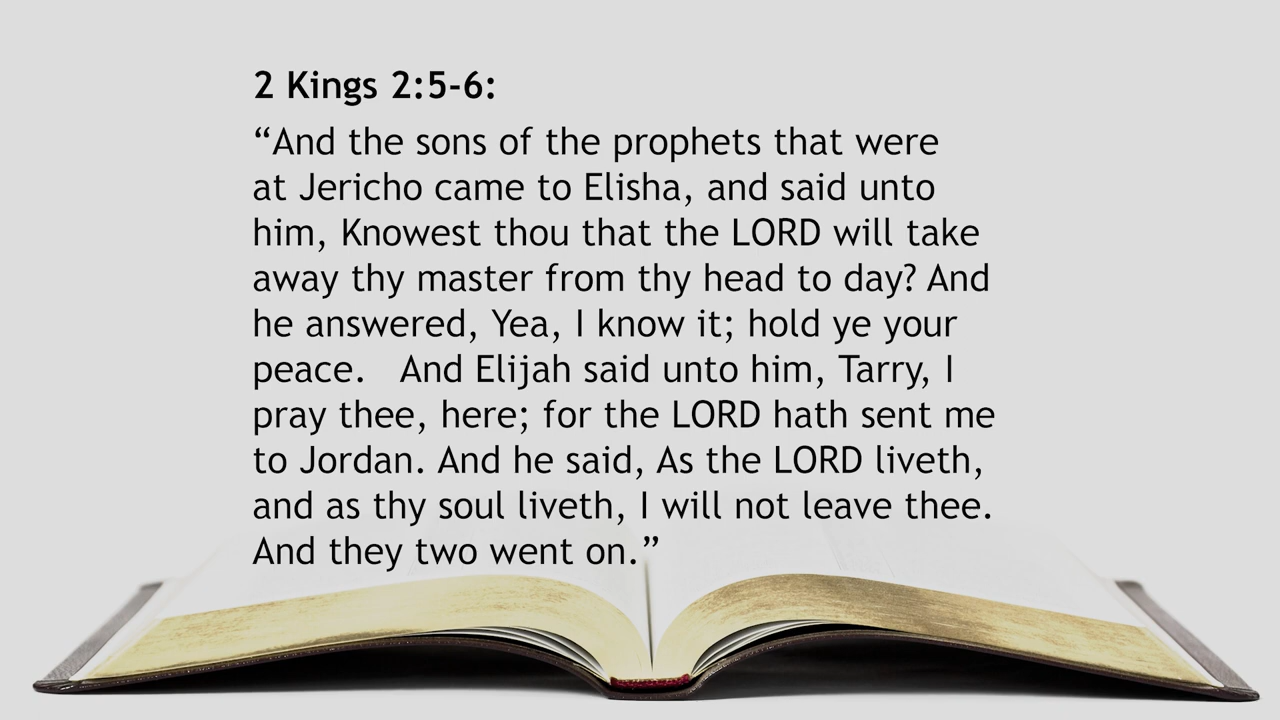 2 Kings 2:5-6:
“And the sons of the prophets that were
at Jericho came to Elisha, and said unto
him, Knowest thou that the LORD will take
away thy master from thy head to day? And
he answered, Yea, I know it; hold ye your
peace.   And Elijah said unto him, Tarry, I
pray thee, here; for the LORD hath sent me
to Jordan. And he said, As the LORD liveth,
and as thy soul liveth, I will not leave thee.
And they two went on.”